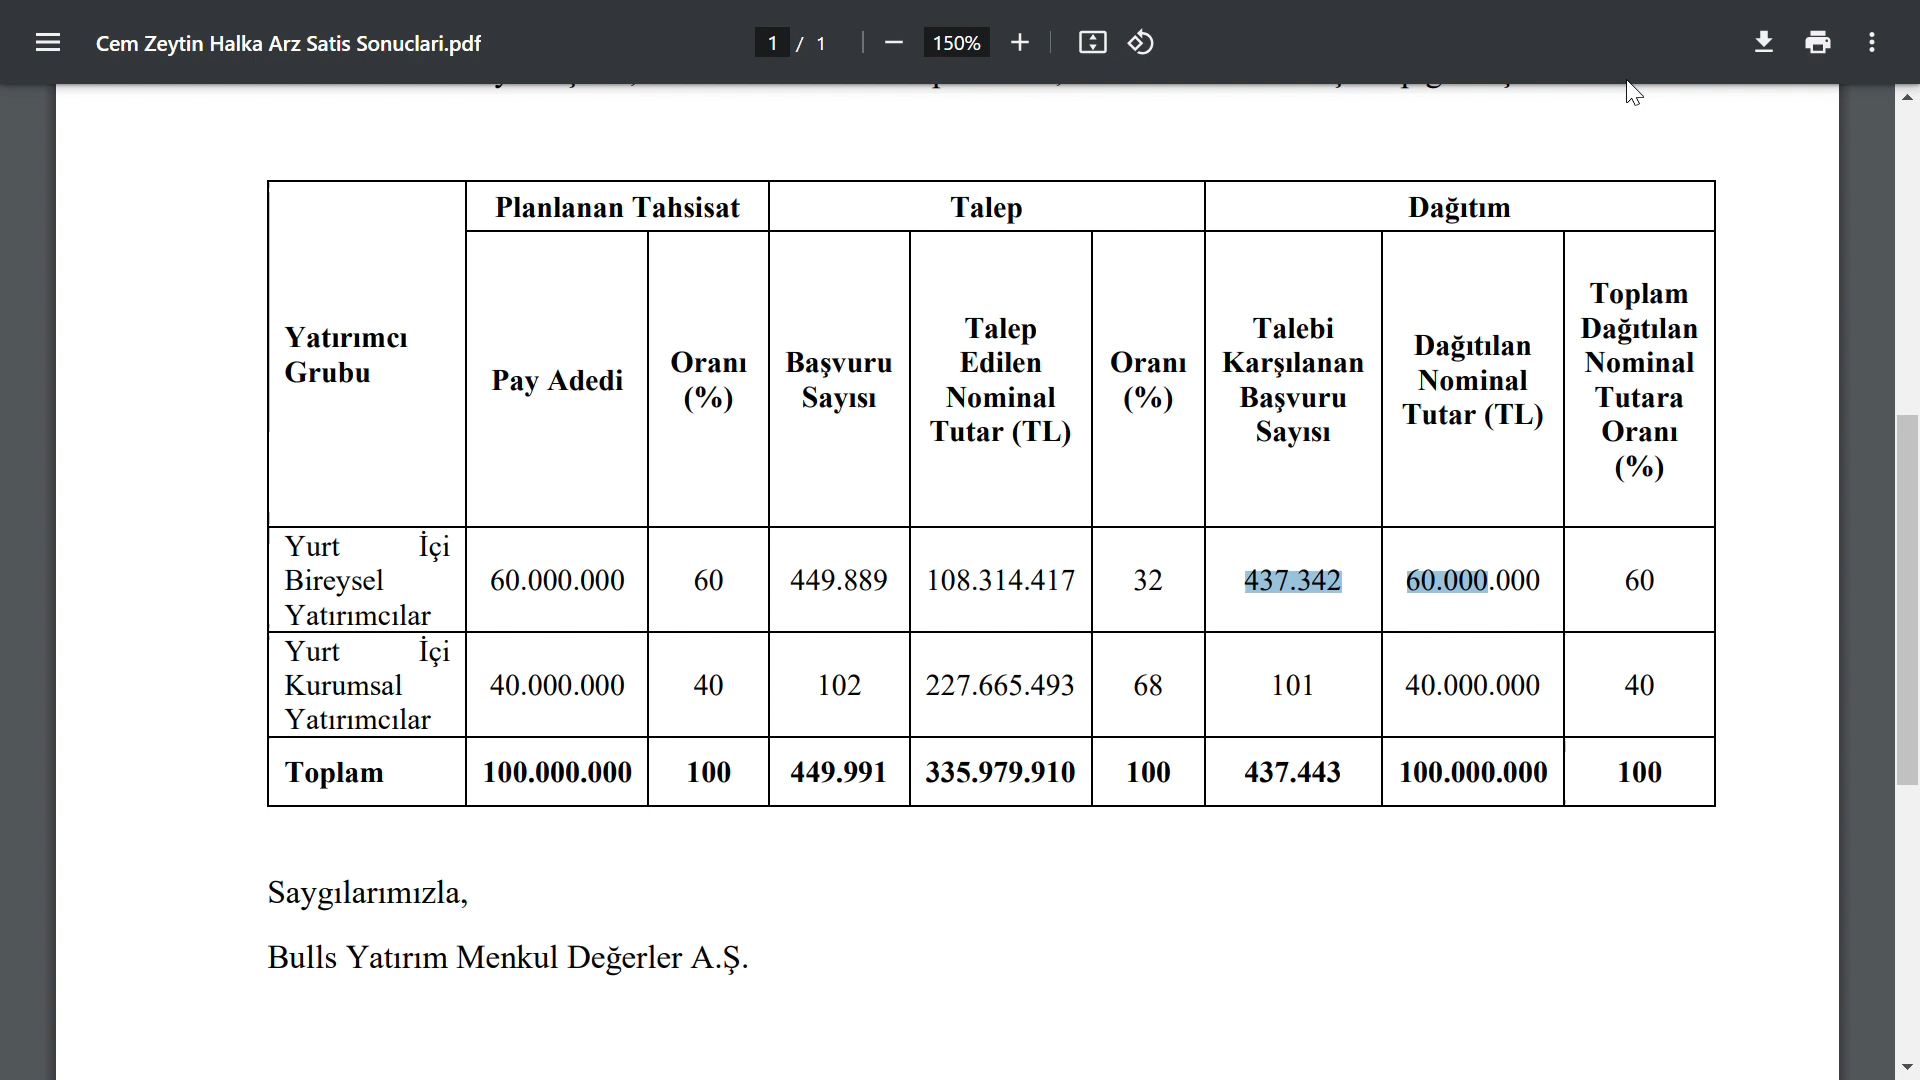 Cem Zeytin Halka Arz Satis Sonuclari.pdf
1 / 1
150%
Yatırımcı
Grubu
Planlanan Tahsisat
Talep
Dağıtım
Pay Adedi
Oranı
(%)
Başvuru
Sayısı
Talep
Edilen
Nominal
Tutar (TL)
Oranı
(%)
Talebi
Karşılanan
Başvuru
Sayısı
Dağıtılan
Nominal
Tutar (TL)
Toplam
Dağıtılan
Nominal
Tutara
Oranı
(%)
Yurt İçi
Bireysel
Yatırımcılar
60.000.000 60 449.889 108.314.417 32 437.342 60.000.000 60
Yurt İçi
Kurumsal
Yatırımcılar
40.000.000 40 102 227.665.493 68 101 40.000.000 40
Toplam 100.000.000 100 449.991 335.979.910 100 437.443 100.000.000 100
Saygılarımızla,
Bulls Yatırım Menkul Değerler A.Ş.